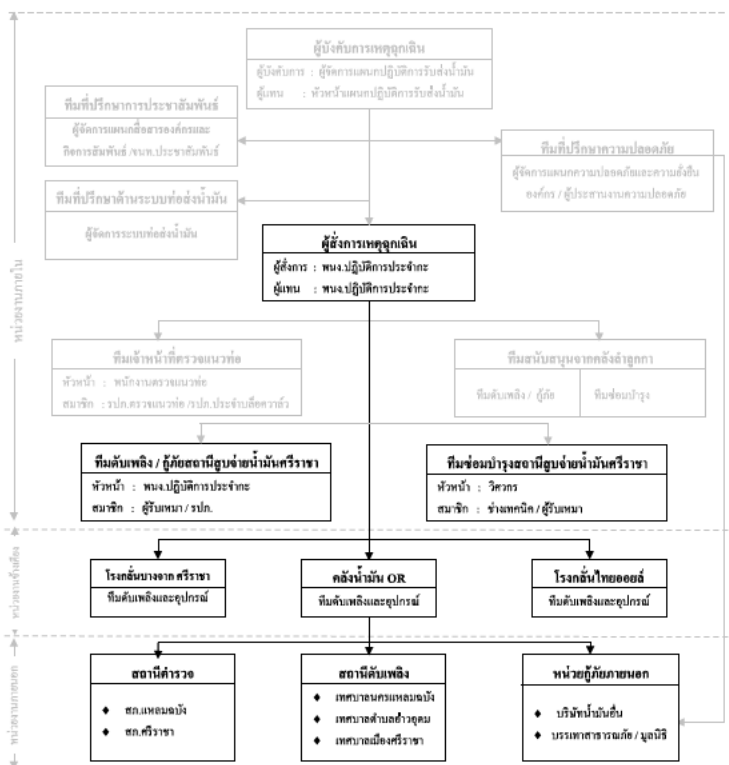 ผู้บังคับการเหตุฉุกเฉิน
ผู้บังคับการ : ผู้จัดการแผนกปฏิบัติการรับส่งน้ำมัน
ผู้แทน : หัวหน้าแผนกปฏิบัติการรับส่งน้ำมัน
ทีมที่ปรึกษาการประชาสัมพันธ์
ผู้จัดการแผนกสื่อสารองค์กรและ
กิจการสัมพันธ์ /จนท.ประชาสัมพันธ์
ทีมที่ปรึกษาความปลอดภัย
ผู้จัดการแผนกความปลอดภัยและความยั่งยืน
องค์กร / ผู้ประสานงานความปลอดภัย
ทีมที่ปรึกษาด้านระบบท่อส่งน้ำมัน
ผู้จัดการระบบท่อส่งน้ำมัน
ผู้สั่งการเหตุฉุกเฉิน
ผู้สั่งการ : พนง.ปฏิบัติการประจำกะ
ผู้แทน : พนง.ปฏิบัติการประจำกะ
หน่วยงานภายใน
ทีมเจ้าหน้าที่ตรวจแนวท่อ
หัวหน้า : พนักงานตรวจแนวท่อ
สมาชิก : รปภ.ตรวจแนวท่อ /รปภ.ประจำบล๊อควาล์ว
ทีมสนับสนุนจากคลังลำลูกกา
ทีมดับเพลิง / กู้ภัย
ทีมซ่อมบำรุง
ทีมดับเพลิง / กู้ภัยสถานีสูบจ่ายน้ำมันศรีราชา
หัวหน้า : พนง.ปฏิบัติการประจำกะ
สมาชิก : ผู้รับเหมา / รปภ.
ทีมซ่อมบำรุงสถานีสูบจ่ายน้ำมันศรีราชา
หัวหน้า : วิศวกร
สมาชิก : ช่างเทคนิค / ผู้รับเหมา
หน่วยงานข้างเคียง
โรงกลั่นบางจาก ศรีราชา
ทีมดับเพลิงและอุปกรณ์
คลังน้ำมัน OR
ทีมดับเพลิงและอุปกรณ์
โรงกลั่นไทยออยล์
ทีมดับเพลิงและอุปกรณ์
หน่วยงานภายนอก
สถานีตำรวจ
♦ สภ.แหลมฉบัง
♦ สภ.ศรีราชา
สถานีดับเพลิง
♦ เทศบาลนครแหลมฉบัง
♦ เทศบาลตำบลอ่าวอุดม
♦ เทศบาลเมืองศรีราชา
หน่วยกู้ภัยภายนอก
♦ บริษัทน้ำมันอื่น
♦ บรรเทาสาธารณภัย / มูลนิธิ